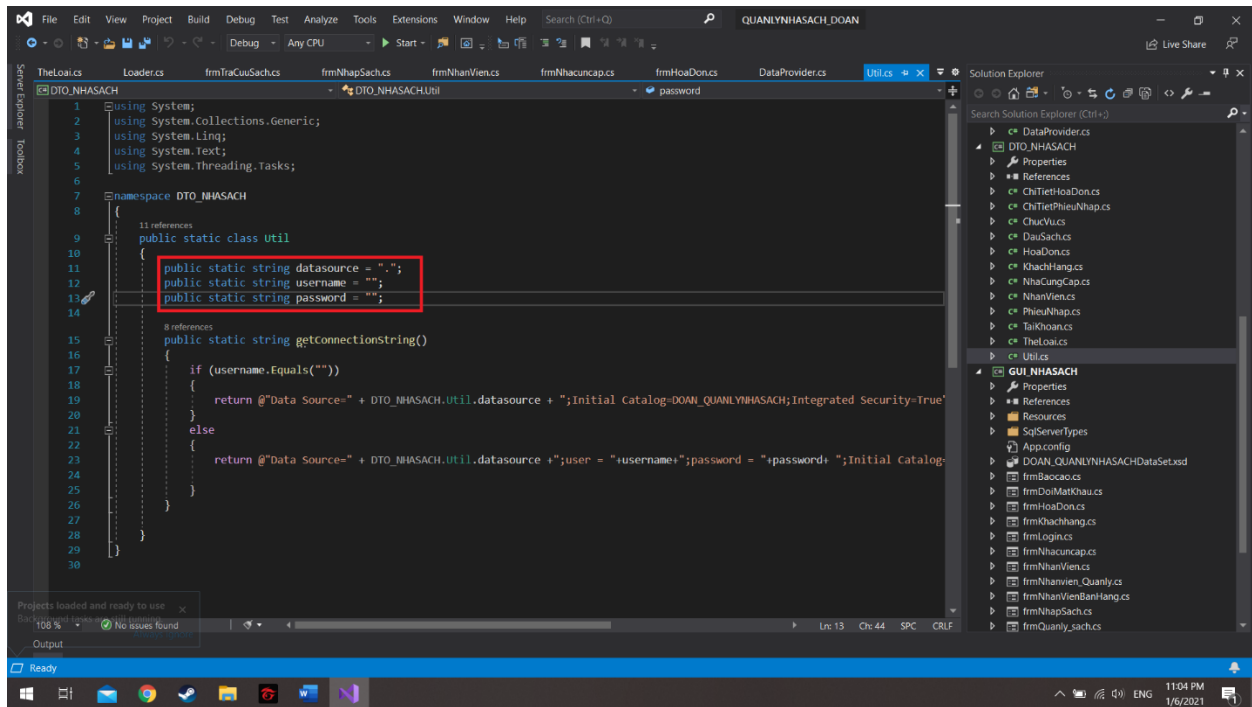 File Edit View Project Build Debug Test Analyze Tools Extensions Window Help Search (Ctrl+Q) QUANLYNHASACH_DOAN
Debug Any CPU Start Live Share
Server Explorer
Toolbox
TheLoai.cs Loader.cs frmTraCuuSach.cs frmNhapSach.cs frmNhanVien.cs frmNhacuncap.cs frmHoaDon.cs DataProvider.cs Util.cs
DTO_NHASACH DTO_NHASACH.Util password
1 using System;
2 using System.Collections.Generic;
3 using System.Linq;
4 using System.Text;
5 using System.Threading.Tasks;
6
7 namespace DTO_NHASACH
8 {
11 references
9 public static class Util
10 {
11 public static string datasource = ".";
12 public static string username = "";
13 public static string password = "";
14
8 references
15 public static string getConnectionString()
16 {
17 if (username.Equals(""))
18 {
19 return @"Data Source=" + DTO_NHASACH.Util.datasource + ";Initial Catalog=DOAN_QUANLYNHASACH;Integrated Security=True"
20 }
21 else
22 {
23 return @"Data Source=" + DTO_NHASACH.Util.datasource +";user = "+username+";password = "+password+ ";Initial Catalog=
24
25 }
26 }
27
28 }
29 }
30
Projects loaded and ready to use
108 % No issues found Ln: 13 Ch: 44 SPC CRLF
Output
Ready
Solution Explorer
Search Solution Explorer (Ctrl+;)
DataProvider.cs
DTO_NHASACH
Properties
References
ChiTietHoaDon.cs
ChiTietPhieuNhap.cs
ChucVu.cs
DauSach.cs
HoaDon.cs
KhachHang.cs
NhaCungCap.cs
NhanVien.cs
PhieuNhap.cs
TaiKhoan.cs
TheLoai.cs
Util.cs
GUI_NHASACH
Properties
References
Resources
SqlServerTypes
App.config
DOAN_QUANLYNHASACHDataSet.xsd
frmBaocao.cs
frmDoiMatKhau.cs
frmHoaDon.cs
frmKhachhang.cs
frmLogin.cs
frmNhacuncap.cs
frmNhanVien.cs
frmNhanvien_Quanly.cs
frmNhanVienBanHang.cs
frmNhapSach.cs
frmQuanly_sach.cs
ENG 11:04 PM
1/6/2021